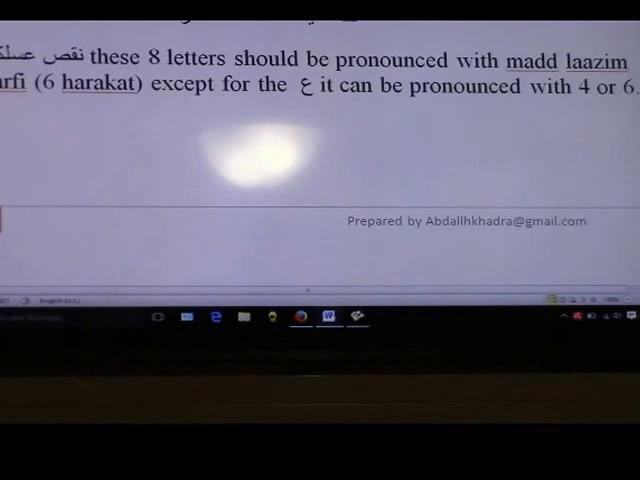 نقص عسلكم these 8 letters should be pronounced with madd laazim
arfi (6 harakat) except for the ع it can be pronounced with 4 or 6.
Prepared by Abdallhkhadra@gmail.com